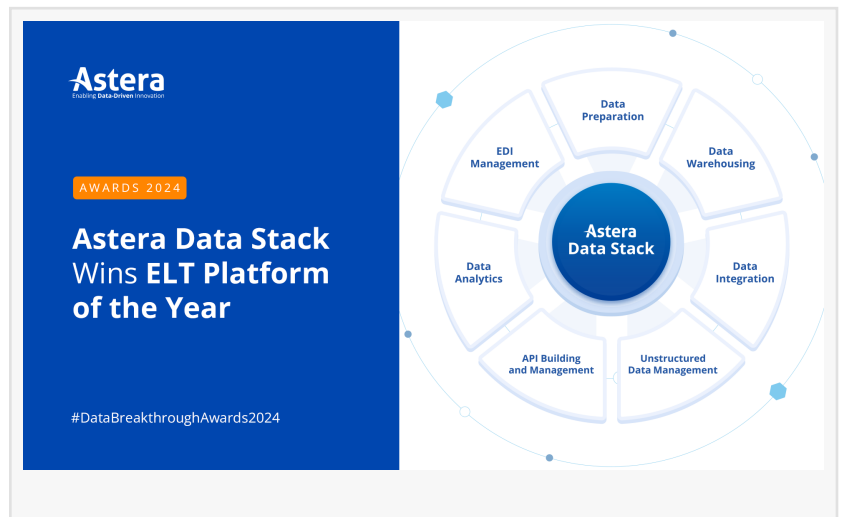 Astera
Enabling Data-Driven Innovation
AWARDS 2024
Astera Data Stack
Wins ELT Platform
of the Year
#DataBreakthroughAwards2024
Data
Preparation
EDI
Management
Data
Warehousing
Astera
Data Stack
Data
Analytics
Data
Integration
API Building
and Management
Unstructured
Data Management